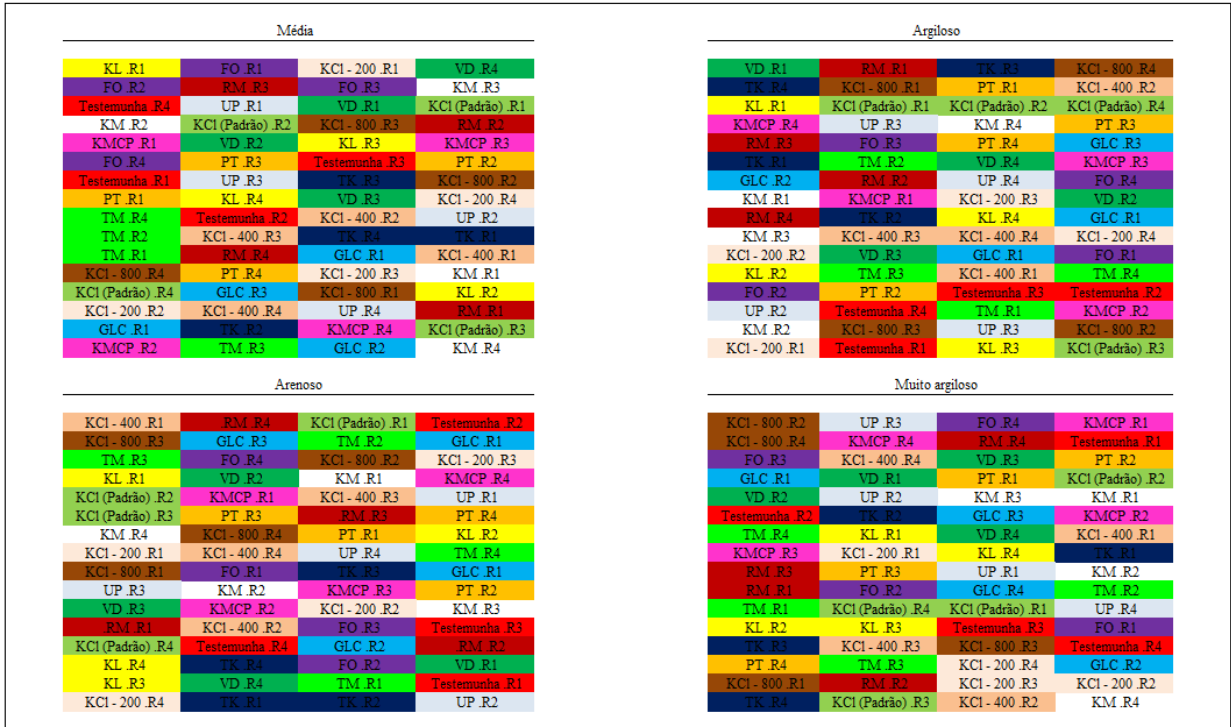 Média
KL .R1 FO .R1 KCl - 200 .R1 VD .R4
FO .R2 RM .R3 FO .R3 KM .R3
Testemunha .R4 UP .R1 VD .R1 KCl (Padrão) .R1
KM .R2 KCl (Padrão) .R2 KCl - 800 .R3 RM .R2
KMCP .R1 VD .R2 KL .R3 KMCP .R3
FO .R4 PT .R3 Testemunha .R3 PT .R2
Testemunha .R1 UP .R3 TK .R3 KCl - 800 .R2
PT .R1 KL .R4 VD .R3 KCl - 200 .R4
TM .R4 Testemunha .R2 KCl - 400 .R2 UP .R2
TM .R2 KCl - 400 .R3 TK .R4 TK .R1
TM .R1 RM .R4 GLC .R1 KCl - 400 .R1
KCl - 800 .R4 PT .R4 KCl - 200 .R3 KM .R1
KCl (Padrão) .R4 GLC .R3 KCl - 800 .R1 KL .R2
KCl - 200 .R2 KCl - 400 .R4 UP .R4 RM .R1
GLC .R1 TK .R2 KMCP .R4 KCl (Padrão) .R3
KMCP .R2 TM .R3 GLC .R2 KM .R4
Argiloso
VD .R1 RM .R1 TK .R3 KCl - 800 .R4
TK .R4 KCl - 800 .R1 PT .R1 KCl - 400 .R2
KL .R1 KCl (Padrão) .R1 KCl (Padrão) .R2 KCl (Padrão) .R4
KMCP .R4 UP .R3 KM .R4 PT .R3
RM .R3 FO .R3 PT .R4 GLC .R3
TK .R1 TM .R2 VD .R4 KMCP .R3
GLC .R2 RM .R2 UP .R4 FO .R4
KM .R1 KMCP .R1 KCl - 200 .R3 VD .R2
RM .R4 TK .R2 KL .R4 GLC .R1
KM .R3 KCl - 400 .R3 KCl - 400 .R4 KCl - 200 .R4
KCl - 200 .R2 VD .R3 GLC .R1 FO .R1
KL .R2 TM .R3 KCl - 400 .R1 TM .R4
FO .R2 PT .R2 Testemunha .R3 Testemunha .R2
UP .R2 Testemunha .R4 TM .R1 KMCP .R2
KM .R2 KCl - 800 .R3 UP .R3 KCl - 800 .R2
KCl - 200 .R1 Testemunha .R1 KL .R3 KCl (Padrão) .R3
Arenoso
KCl - 400 .R1 RM .R4 KCl (Padrão) .R1 Testemunha .R2
KCl - 800 .R3 GLC .R3 TM .R2 GLC .R1
TM .R3 FO .R4 KCl - 800 .R2 KCl - 200 .R3
KL .R1 VD .R2 KM .R1 KMCP .R4
KCl (Padrão) .R2 KMCP .R1 KCl - 400 .R3 UP .R1
KCl (Padrão) .R3 PT .R3 RM .R3 PT .R4
KM .R4 KCl - 800 .R4 PT .R1 KL .R2
KCl - 200 .R1 KCl - 400 .R4 UP .R4 TM .R4
KCl - 800 .R1 FO .R1 TK .R3 GLC .R1
UP .R3 KM .R2 KMCP .R3 PT .R2
VD .R3 KMCP .R2 KCl - 200 .R2 KM .R3
RM .R1 KCl - 400 .R2 FO .R3 Testemunha .R3
KCl (Padrão) .R4 Testemunha .R4 GLC .R2 RM .R2
KL .R4 TK .R4 FO .R2 VD .R1
KL .R3 VD .R4 TM .R1 Testemunha .R1
KCl - 200 .R4 TK .R1 TK .R2 UP .R2
Muito argiloso
KCl - 800 .R2 UP .R3 FO .R4 KMCP .R1
KCl - 800 .R4 KMCP .R4 RM .R4 Testemunha .R1
FO .R3 KCl - 400 .R4 VD .R3 PT .R2
GLC .R1 VD .R1 PT .R1 KCl (Padrão) .R2
VD .R2 UP .R2 KM .R3 KM .R1
Testemunha .R2 TK .R2 GLC .R3 KMCP .R2
TM .R4 KL .R1 VD .R4 KCl - 400 .R1
KMCP .R3 KCl - 200 .R1 KL .R4 TK .R1
RM .R3 PT .R3 UP .R1 KM .R2
RM .R1 FO .R2 GLC .R4 TM .R2
TM .R1 KCl (Padrão) .R4 KCl (Padrão) .R1 UP .R4
KL .R2 KL .R3 Testemunha .R3 FO .R1
TK .R3 KCl - 400 .R3 KCl - 800 .R3 Testemunha .R4
PT .R4 TM .R3 KCl - 200 .R4 GLC .R2
KCl - 800 .R1 RM .R2 KCl - 200 .R3 KCl - 200 .R2
TK .R4 KCl (Padrão) .R3 KCl - 400 .R2 KM .R4